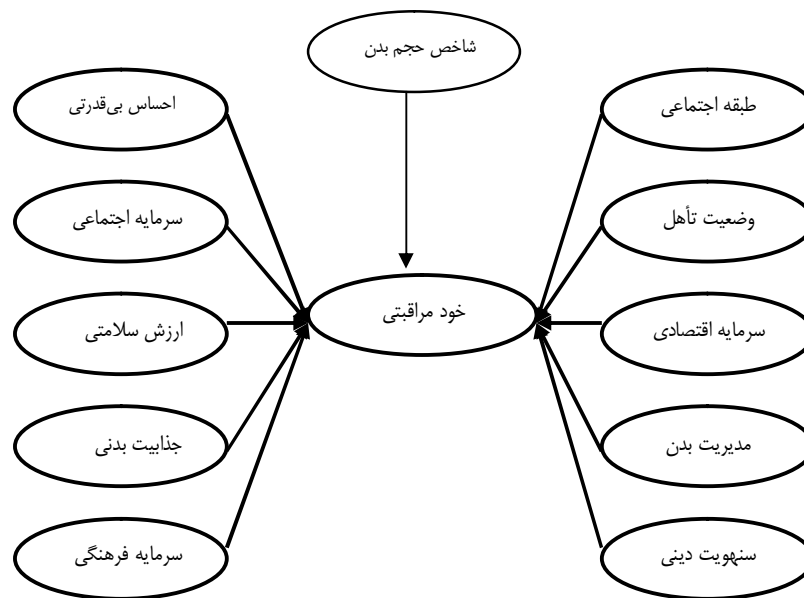 شاخص حجم بدن
طبقه اجتماعی
احساس بی‌قدرتی
وضعیت تأهل
سرمایه اجتماعی
خود مراقبتی
سرمایه اقتصادی
ارزش سلامتی
مدیریت بدن
جذابیت بدنی
سنهویت دینی
سرمایه فرهنگی